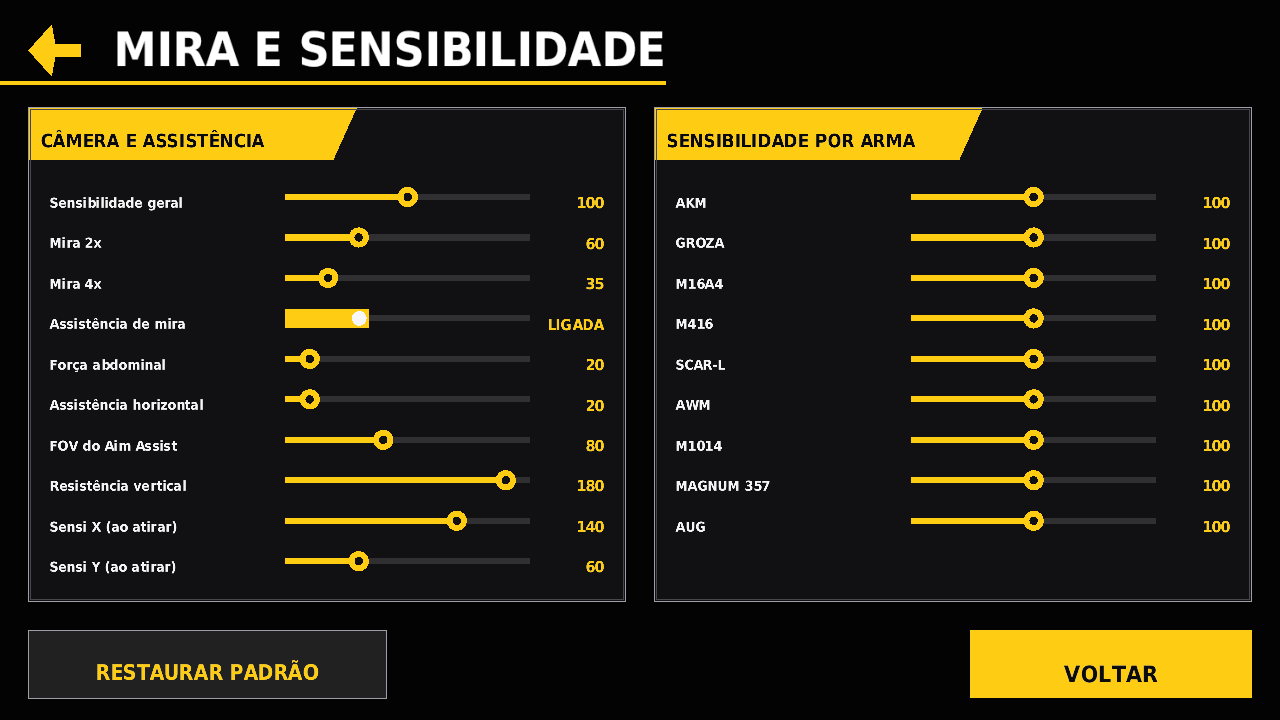 MIRA E SENSIBILIDADE
CÂMERA E ASSISTÊNCIA
Sensibilidade geral 100
Mira 2x 60
Mira 4x 35
Assistência de mira LIGADA
Força abdominal 20
Assistência horizontal 20
FOV do Aim Assist 80
Resistência vertical 180
Sensi X (ao atirar) 140
Sensi Y (ao atirar) 60
SENSIBILIDADE POR ARMA
AKM 100
GROZA 100
M16A4 100
M416 100
SCAR-L 100
AWM 100
M1014 100
MAGNUM 357 100
AUG 100
RESTAURAR PADRÃO
VOLTAR